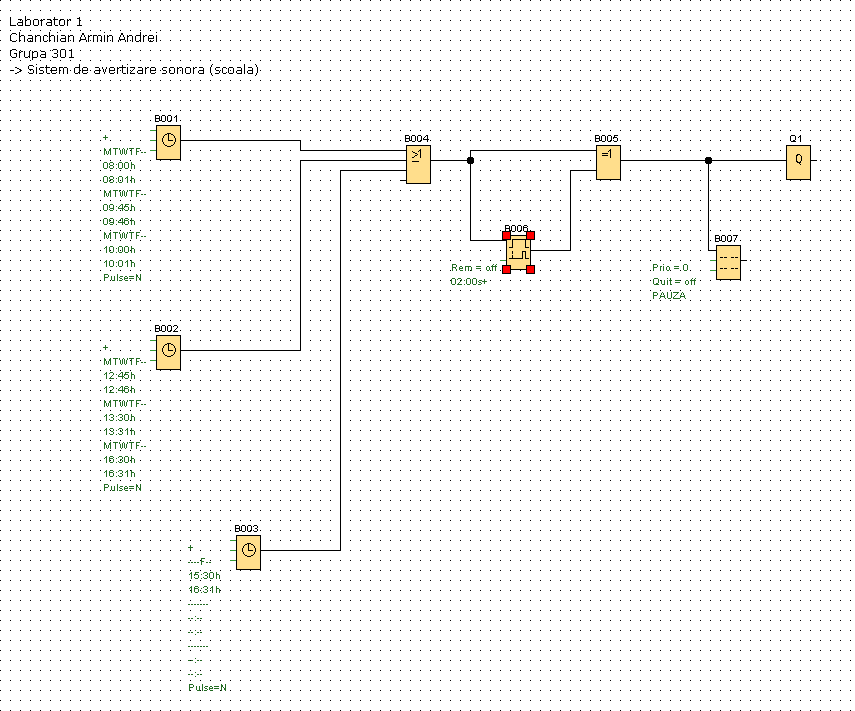 Laborator 1
Chanchian Armin Andrei
Grupa 301
-> Sistem de avertizare sonora (scoala)
B001
+
MTWTF--
08:00h
08:01h
MTWTF--
09:45h
09:46h
MTWTF--
10:00h
10:01h
Pulse=N
B004
≥1
B005
=1
Q1
Q
B006
Rem = off
02:00s+
B007
Prio = 0
Quit = off
PAUZA
B002
+
MTWTF--
12:45h
12:46h
MTWTF--
13:30h
13:31h
MTWTF--
16:30h
16:31h
Pulse=N
B003
+
----F--
15:30h
16:31h
-------
--:--
--:--
-------
--:--
--:--
Pulse=N